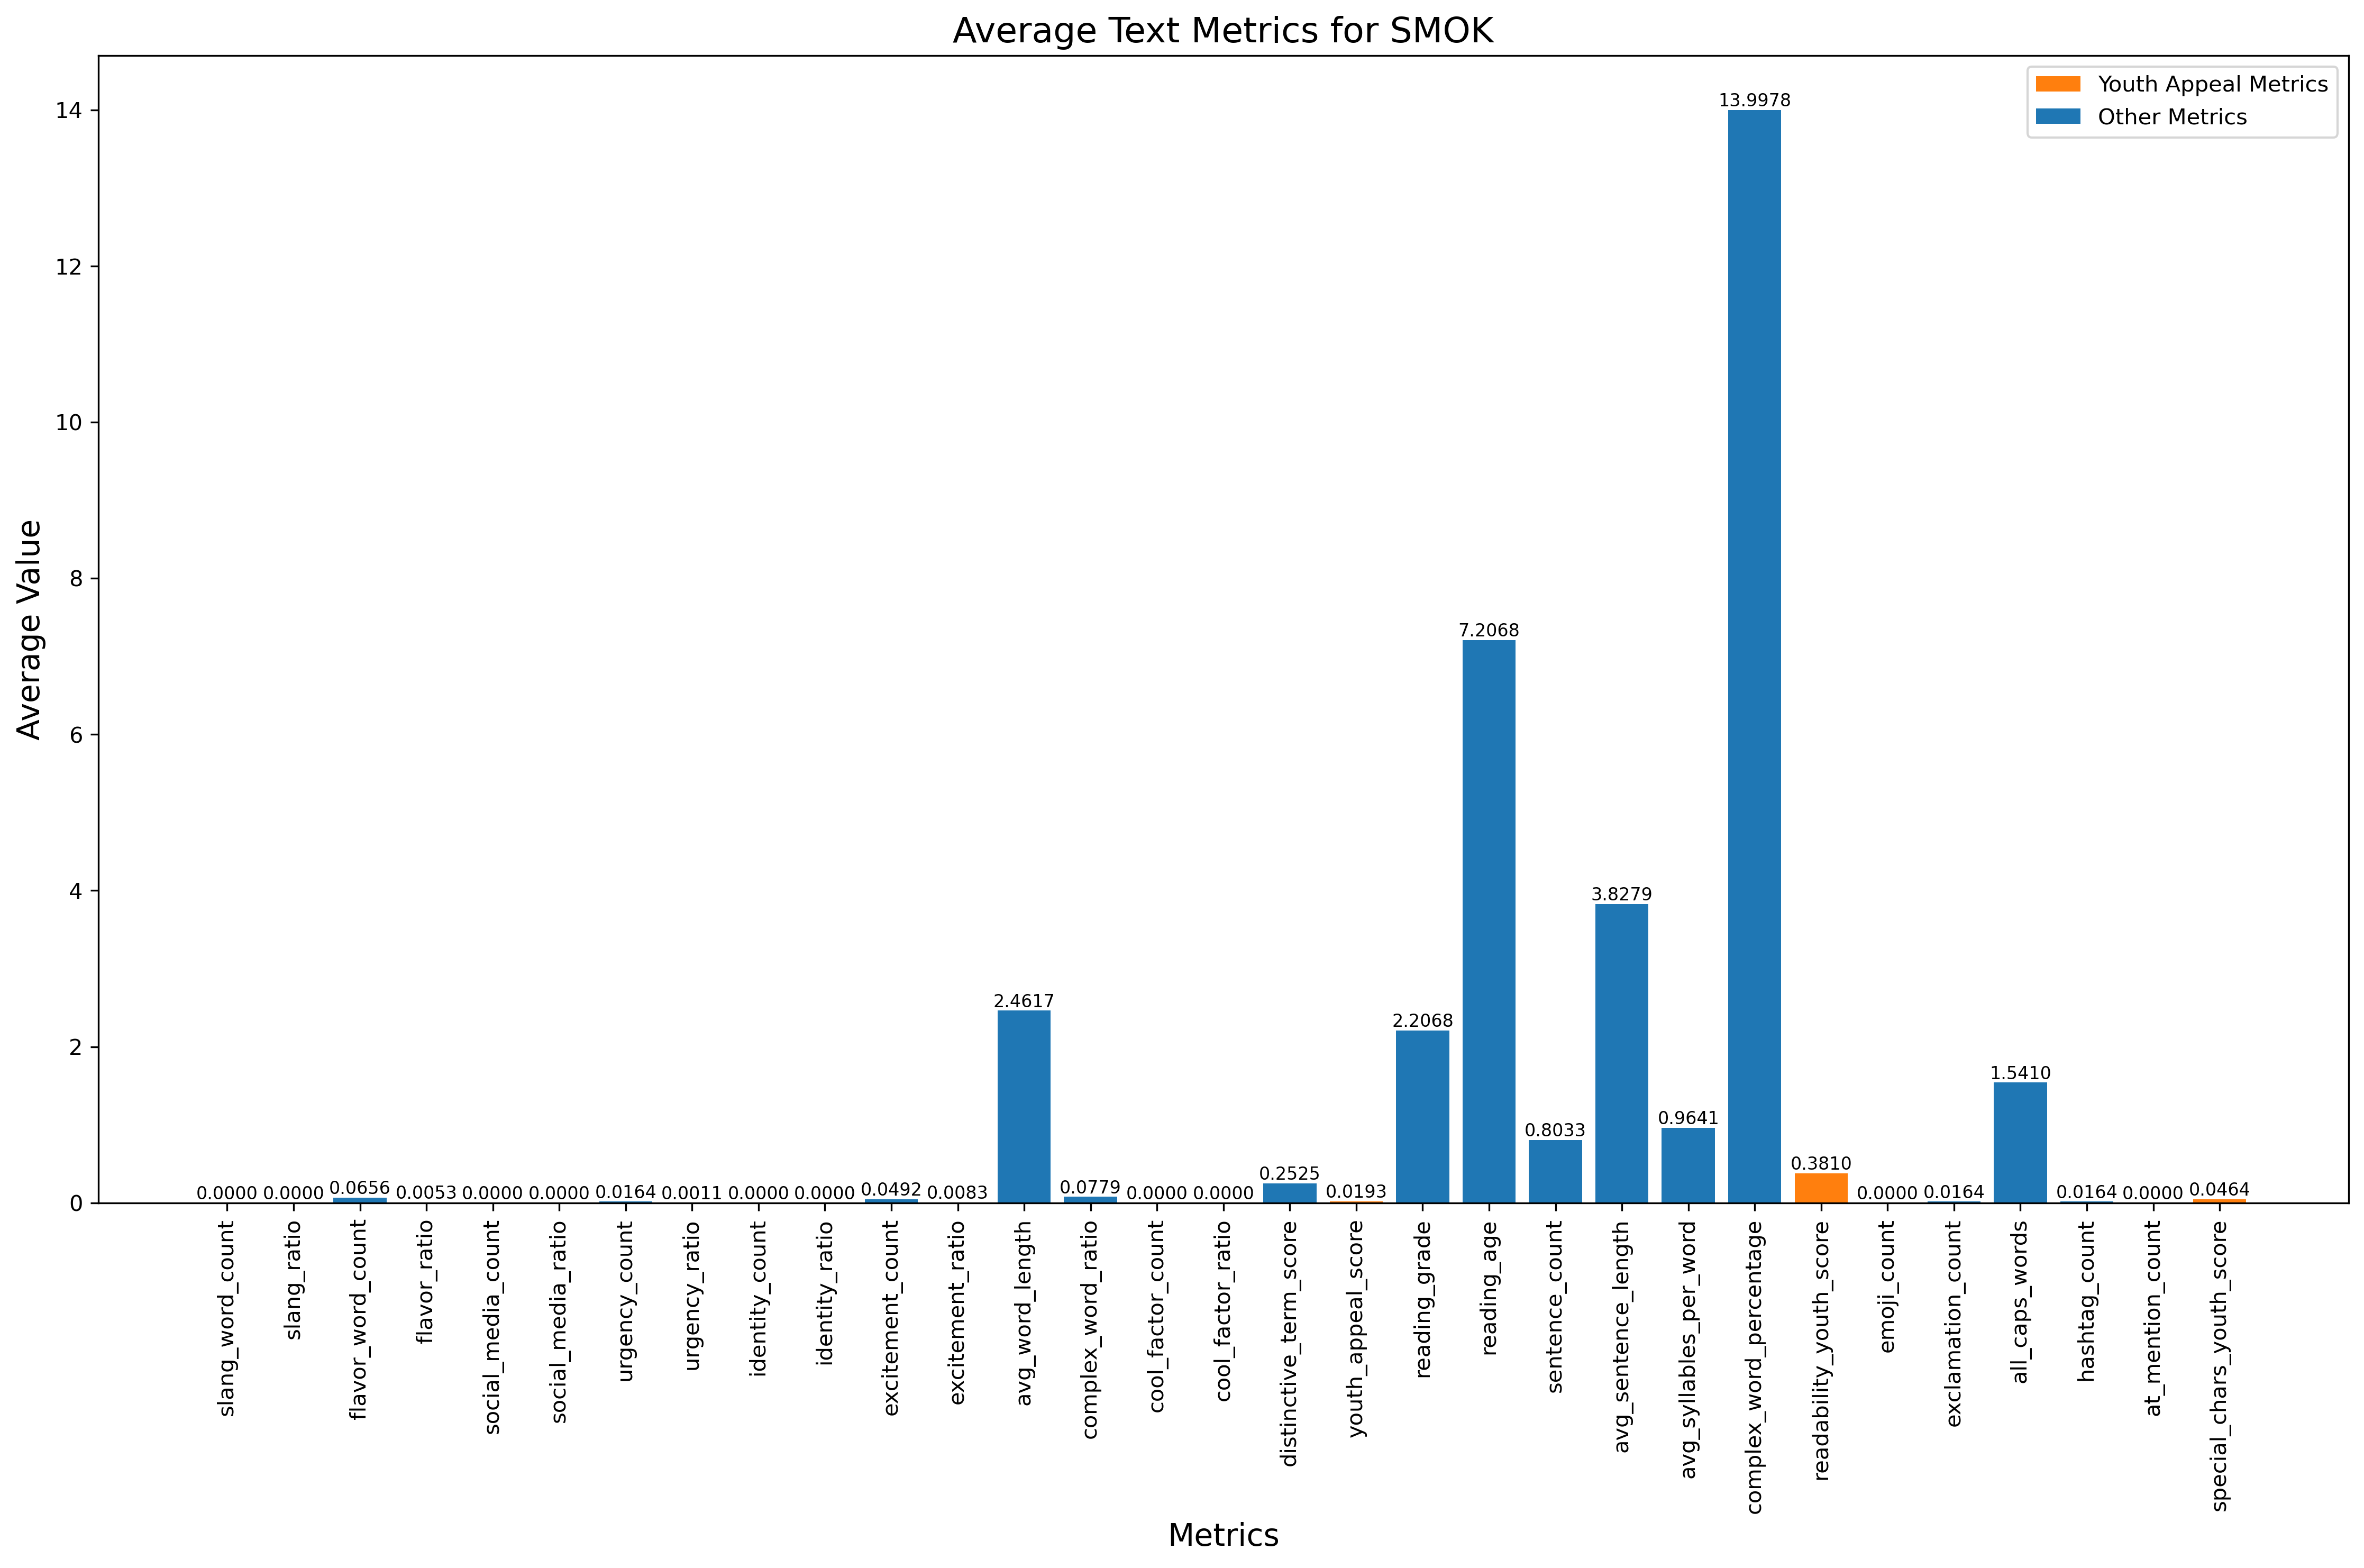 Average Text Metrics for SMOK
Youth Appeal Metrics
Other Metrics
Average Value
14
12
10
8
6
4
2
0
0.0000
0.0000
0.0656
0.0053
0.0000
0.0000
0.0164
0.0011
0.0000
0.0000
0.0492
0.0083
2.4617
0.0779
0.0000
0.0000
0.2525
0.0193
2.2068
7.2068
0.8033
3.8279
0.9641
13.9978
0.3810
0.0000
0.0164
1.5410
0.0164
0.0000
0.0464
slang_word_count
slang_ratio
flavor_word_count
flavor_ratio
social_media_count
social_media_ratio
urgency_count
urgency_ratio
identity_count
identity_ratio
excitement_count
excitement_ratio
avg_word_length
complex_word_ratio
cool_factor_count
cool_factor_ratio
distinctive_term_score
youth_appeal_score
reading_grade
reading_age
sentence_count
avg_sentence_length
avg_syllables_per_word
complex_word_percentage
readability_youth_score
emoji_count
exclamation_count
all_caps_words
hashtag_count
at_mention_count
special_chars_youth_score
Metrics